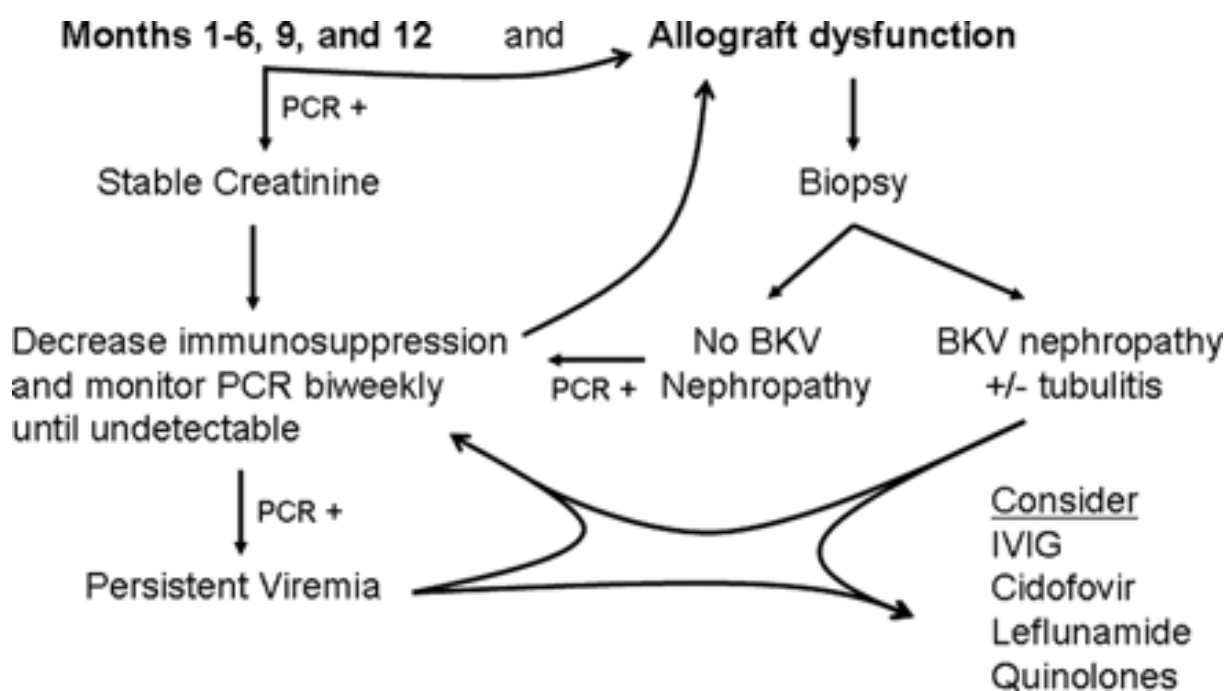 Months 1-6, 9, and 12 and Allograft dysfunction
PCR +
Stable Creatinine
Biopsy
Decrease immunosuppression
and monitor PCR biweekly
until undetectable
PCR +
No BKV
Nephropathy
BKV nephropathy
+/- tubulitis
PCR +
Persistent Viremia
Consider
IVIG
Cidofovir
Leflunamide
Quinolones